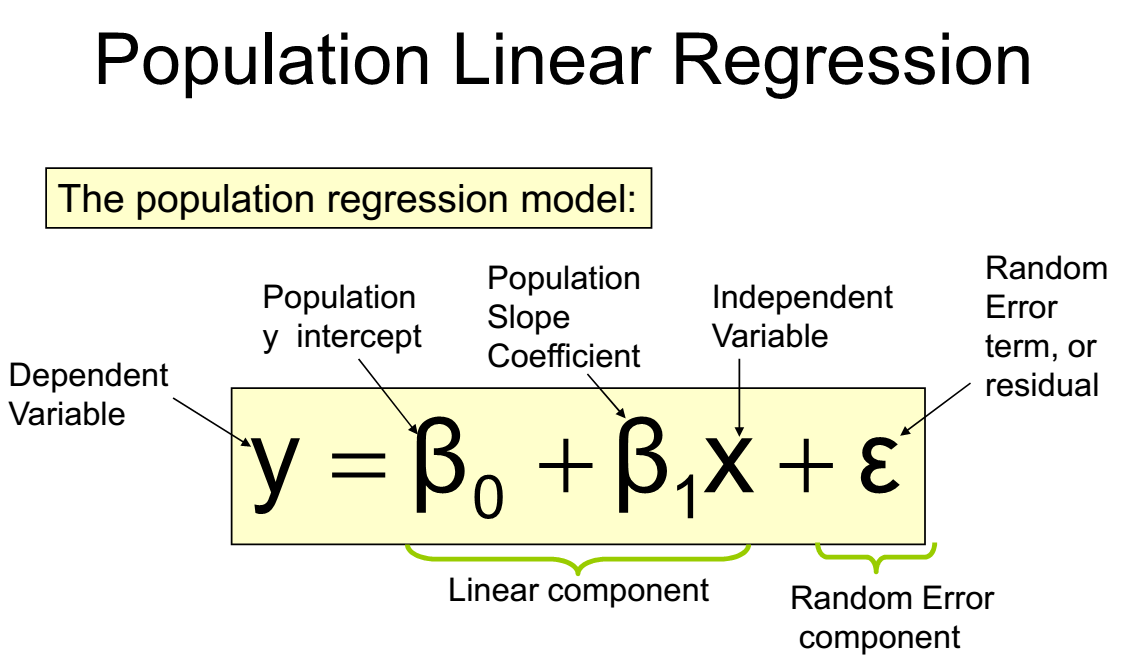 Population Linear Regression
The population regression model:
Population
y intercept
Population
Slope
Coefficient
Independent
Variable
Random
Error
term, or
residual
Dependent
Variable
y = β₀ + β₁x + ε
Linear component
Random Error
component